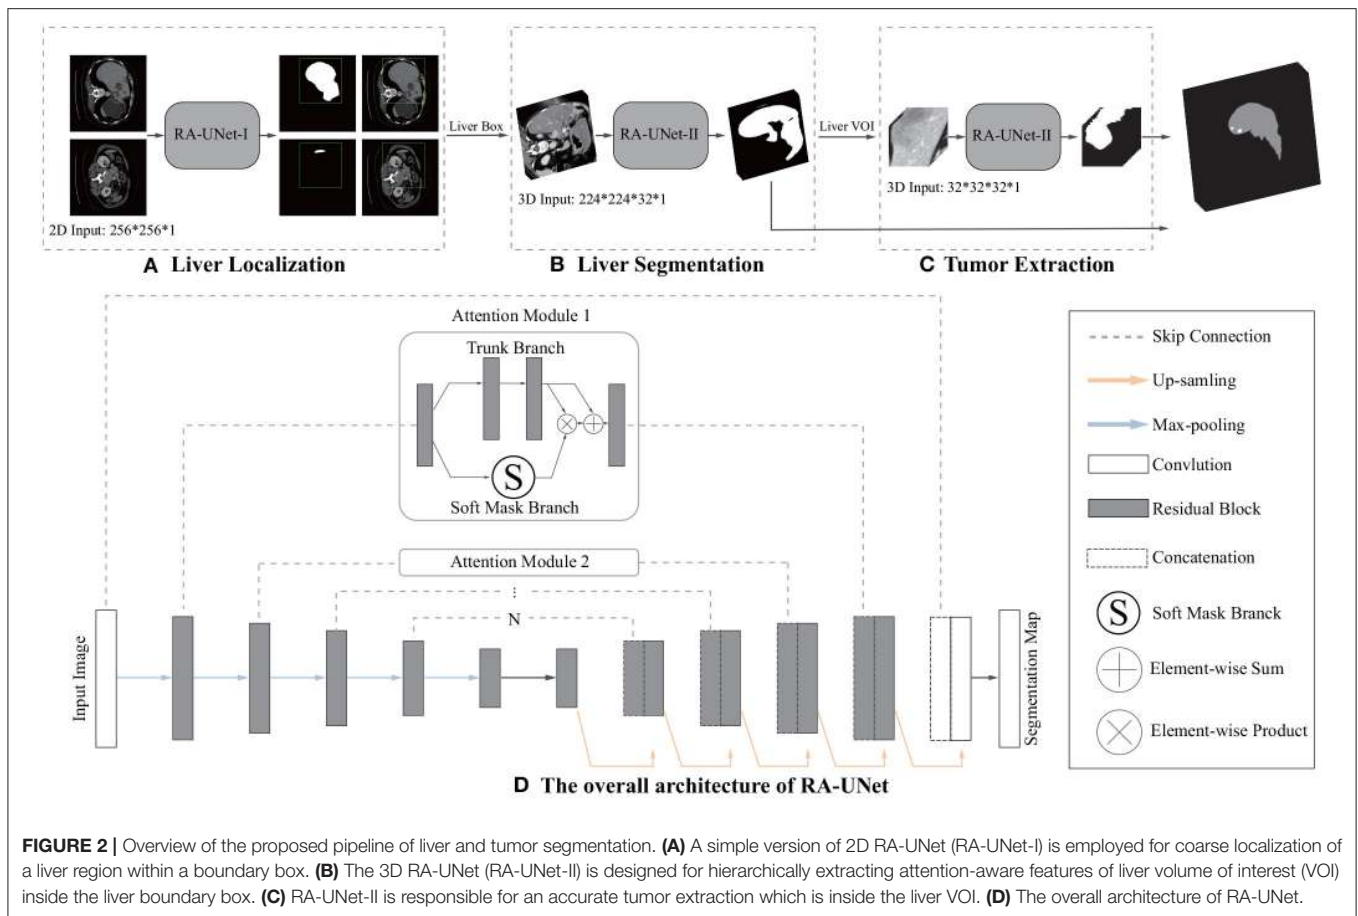 RA-UNet-I
Liver Box
RA-UNet-II
Liver VOI
RA-UNet-II
2D Input: 256*256*1
3D Input: 224*224*32*1
3D Input: 32*32*32*1
A Liver Localization
B Liver Segmentation
C Tumor Extraction
Attention Module 1
Trunk Branch
S
Soft Mask Branch
Attention Module 2
⋮
N
Input Image
Segmentation Map
D The overall architecture of RA-UNet
Skip Connection
Up-samling
Max-pooling
Convlution
Residual Block
Concatenation
S Soft Mask Branck
Element-wise Sum
Element-wise Product
FIGURE 2 | Overview of the proposed pipeline of liver and tumor segmentation. (A) A simple version of 2D RA-UNet (RA-UNet-I) is employed for coarse localization of
a liver region within a boundary box. (B) The 3D RA-UNet (RA-UNet-II) is designed for hierarchically extracting attention-aware features of liver volume of interest (VOI)
inside the liver boundary box. (C) RA-UNet-II is responsible for an accurate tumor extraction which is inside the liver VOI. (D) The overall architecture of RA-UNet.